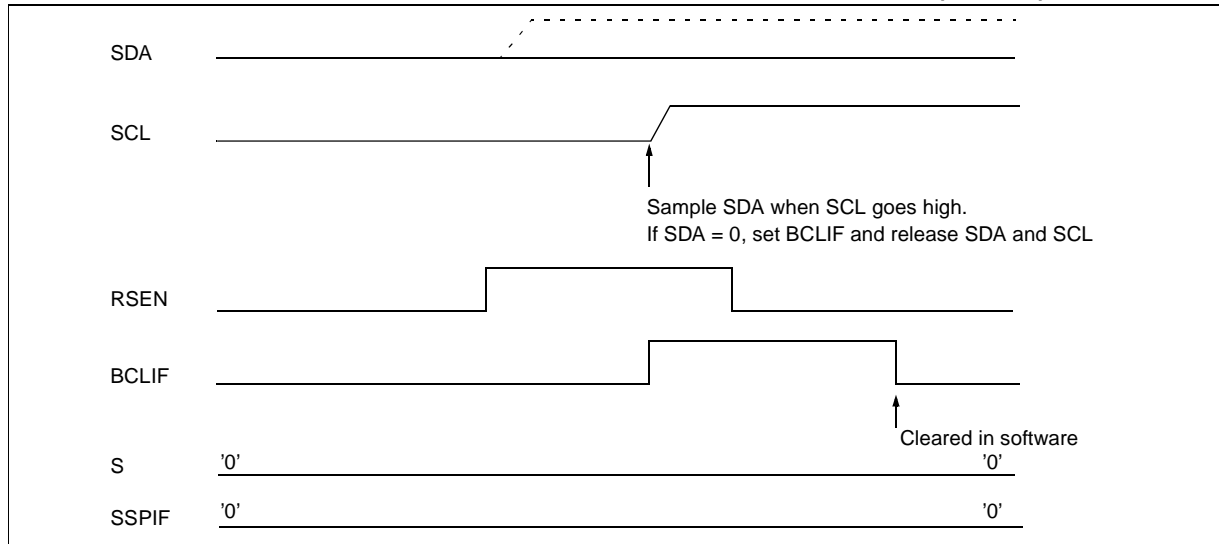 SDA
SCL
Sample SDA when SCL goes high.
If SDA = 0, set BCLIF and release SDA and SCL
RSEN
BCLIF
Cleared in software
S
'0'
'0'
SSPIF
'0'
'0'